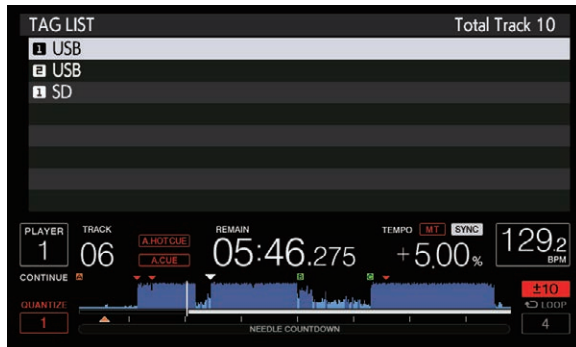 TAG LIST Total Track 10
1 USB
2 USB
1 SD
PLAYER TRACK REMAIN TEMPO MT SYNC
1 06 A.HOT CUE 05:46.275 +5.00% 129.2
A.CUE BPM
CONTINUE A B C
QUANTIZE ±10
LOOP
1 NEEDLE COUNTDOWN 4